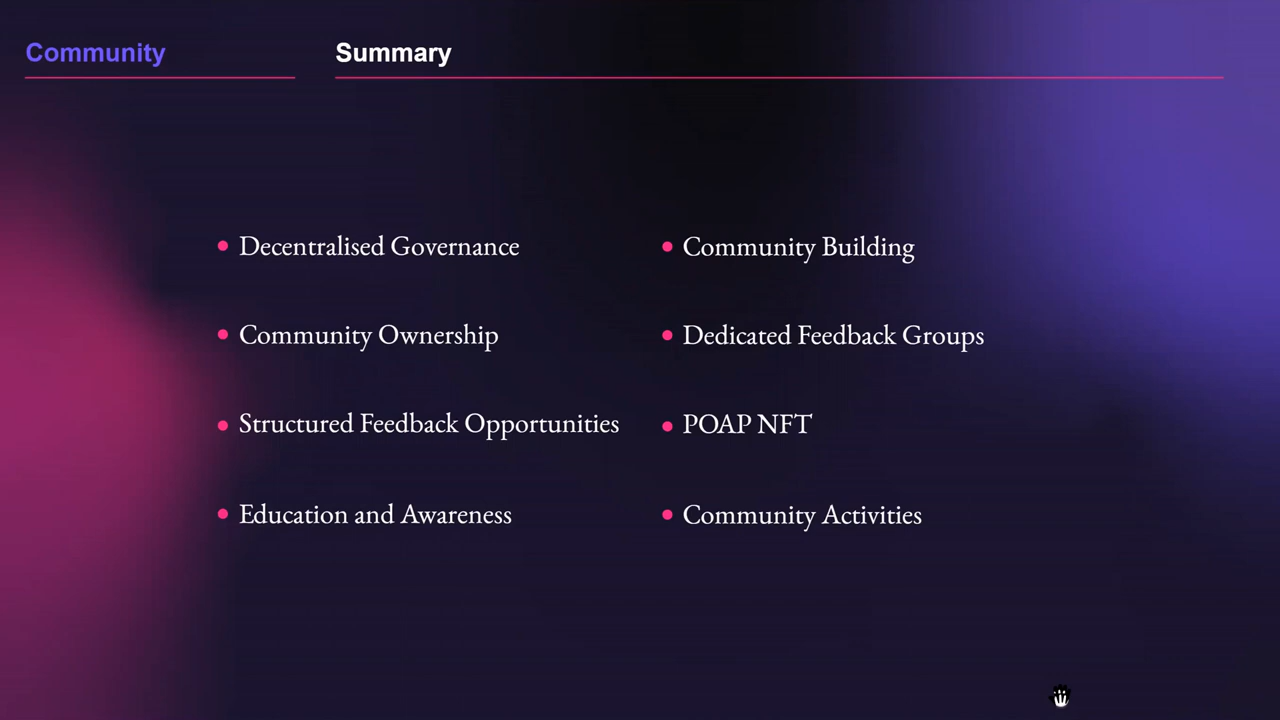 Community
Summary
Decentralised Governance
Community Ownership
Structured Feedback Opportunities
Education and Awareness
Community Building
Dedicated Feedback Groups
POAP NFT
Community Activities